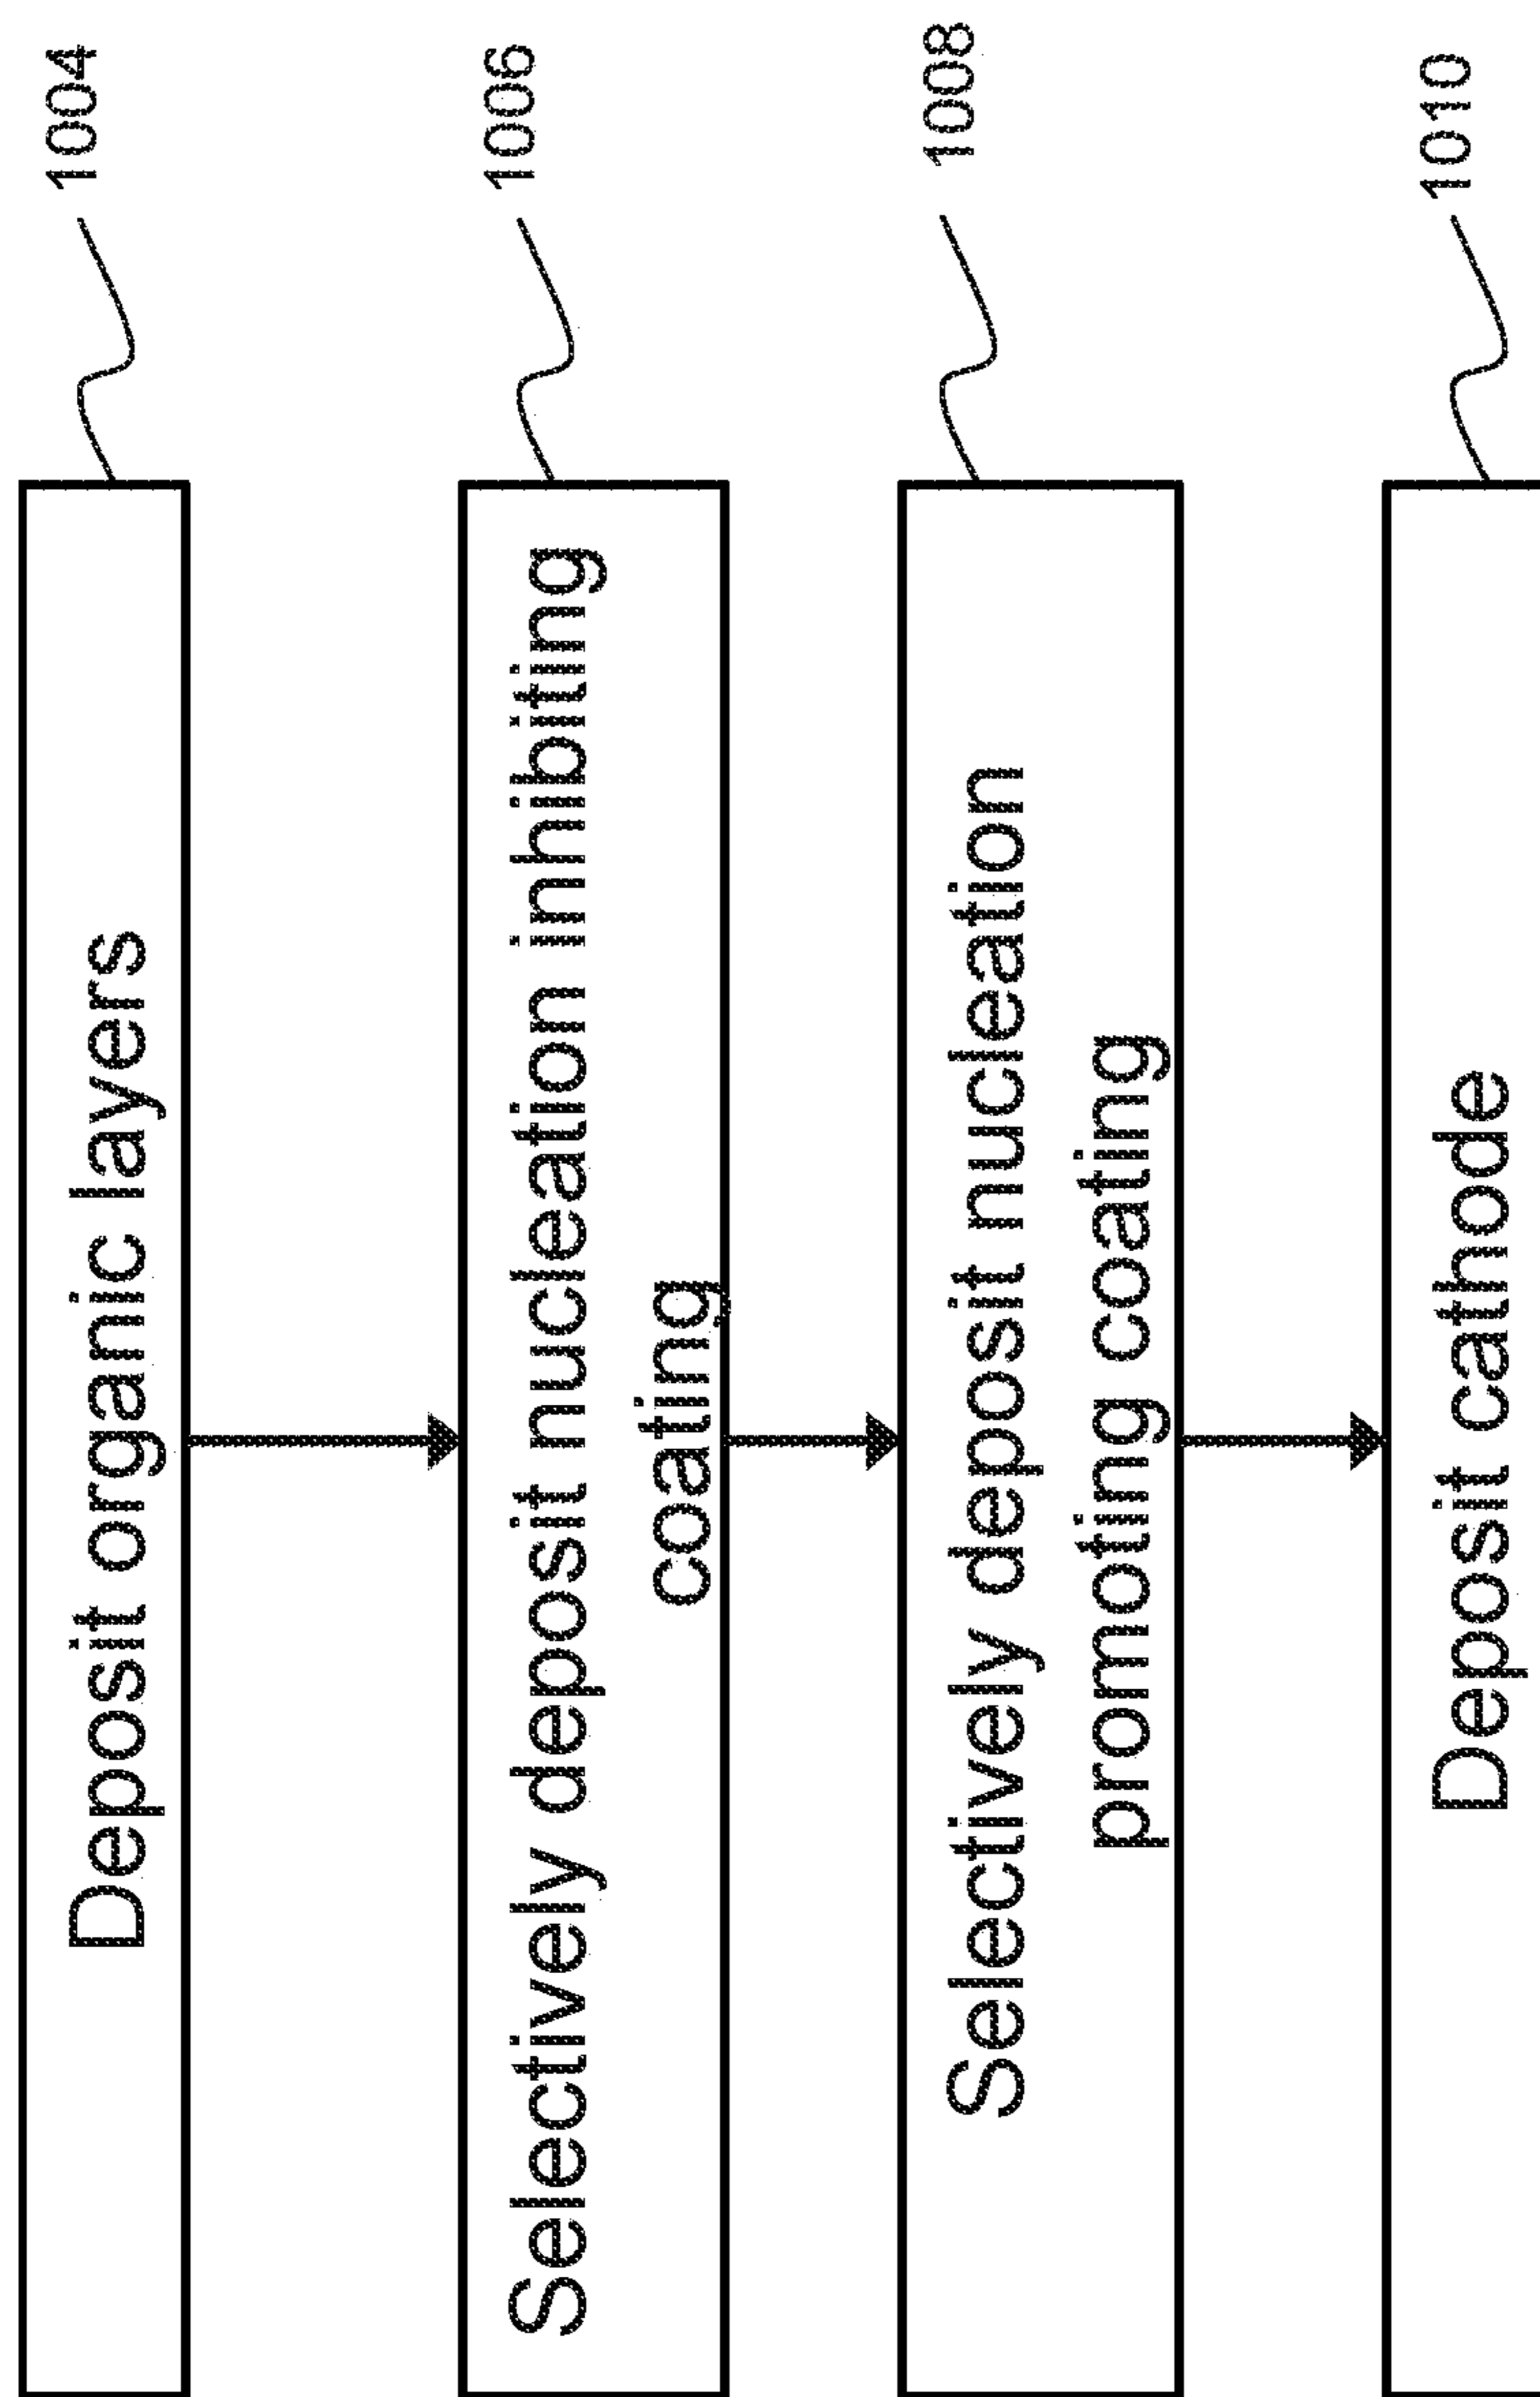 Deposit organic layers
1004
Selectively deposit nucleation inhibiting
coating
1006
Selectively deposit nucleation
promoting coating
1008
Deposit cathode
1010